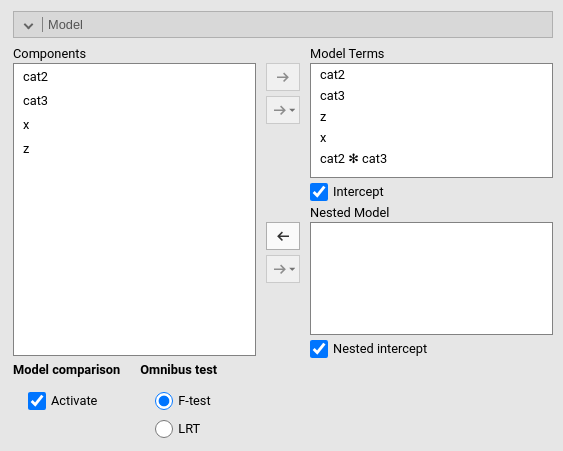 Model
Components
cat2
cat3
x
z
Model Terms
cat2
cat3
z
x
cat2 ✻ cat3
Intercept
Nested Model
Nested intercept
Model comparison
Activate
Omnibus test
F-test
LRT